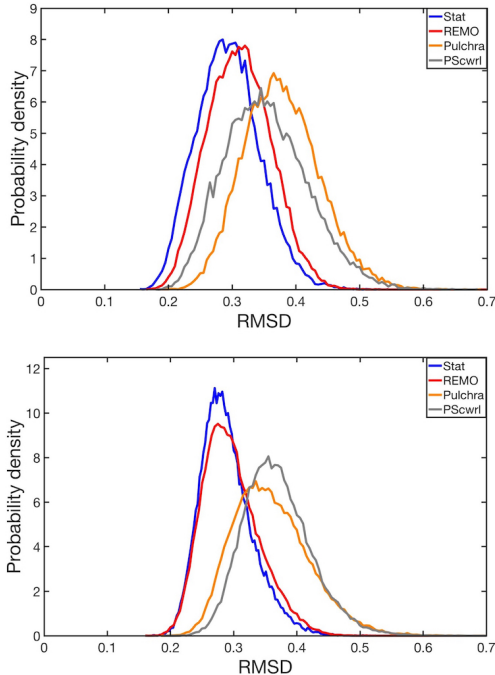 9
8
7
6
5
4
3
2
1
0
Probability density
Stat
REMO
Pulchra
PScwrl
0 0.1 0.2 0.3 0.4 0.5 0.6 0.7
RMSD
12
10
8
6
4
2
0
Probability density
Stat
REMO
Pulchra
PScwrl
0 0.1 0.2 0.3 0.4 0.5 0.6 0.7
RMSD